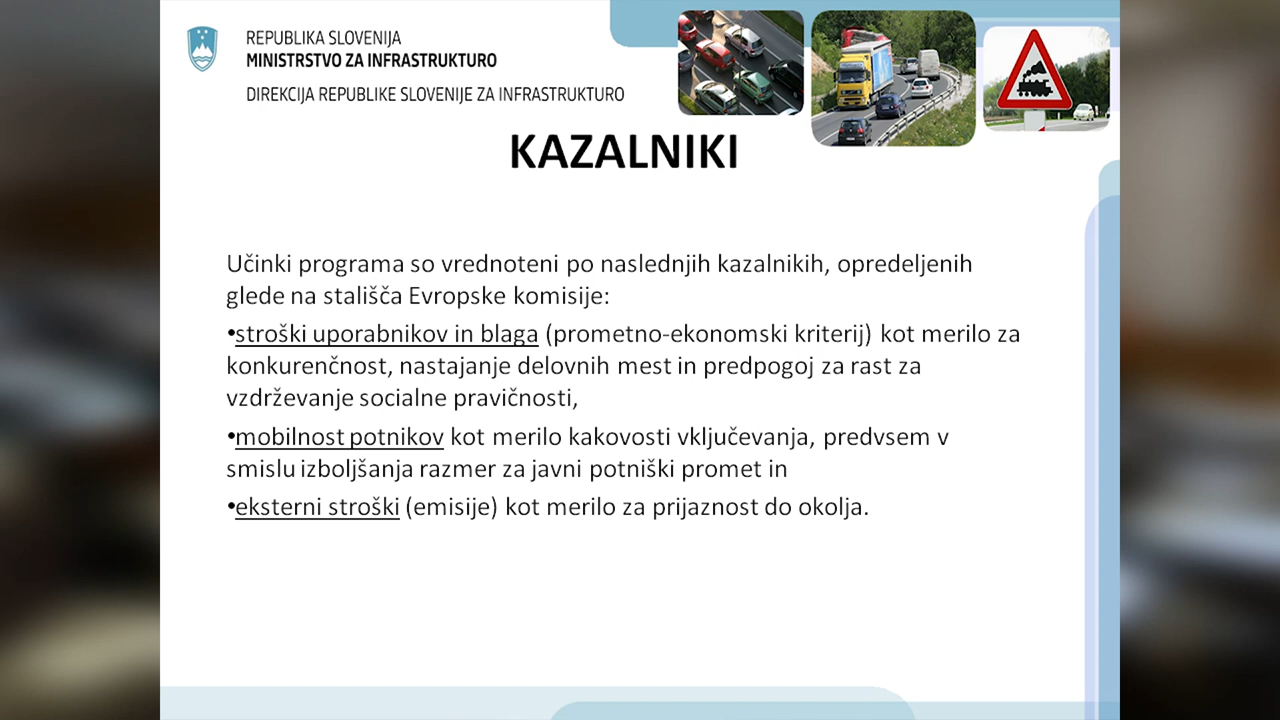 REPUBLIKA SLOVENIJA
MINISTRSTVO ZA INFRASTRUKTURO
DIREKCIJA REPUBLIKE SLOVENIJE ZA INFRASTRUKTURO
KAZALNIKI
Učinki programa so vrednoteni po naslednjih kazalnikih, opredeljenih
glede na stališča Evropske komisije:
•stroški uporabnikov in blaga (prometno-ekonomski kriterij) kot merilo za
konkurenčnost, nastajanje delovnih mest in predpogoj za rast za
vzdrževanje socialne pravičnosti,
•mobilnost potnikov kot merilo kakovosti vključevanja, predvsem v
smislu izboljšanja razmer za javni potniški promet in
•eksterni stroški (emisije) kot merilo za prijaznost do okolja.